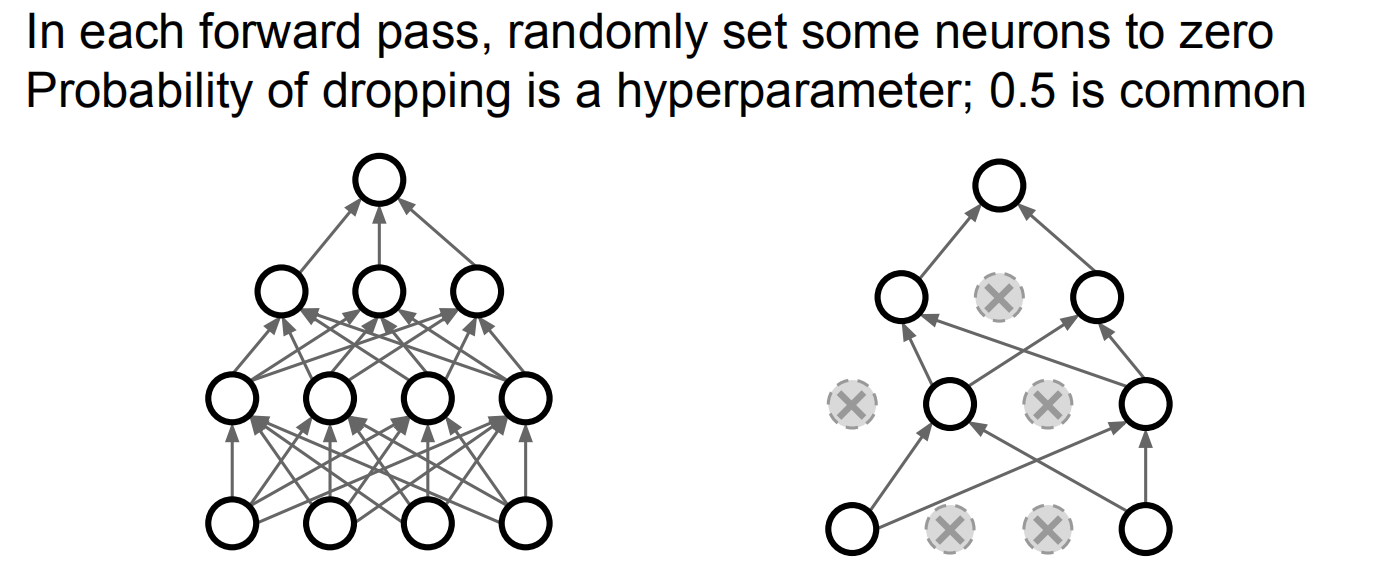 In each forward pass, randomly set some neurons to zero
Probability of dropping is a hyperparameter; 0.5 is common